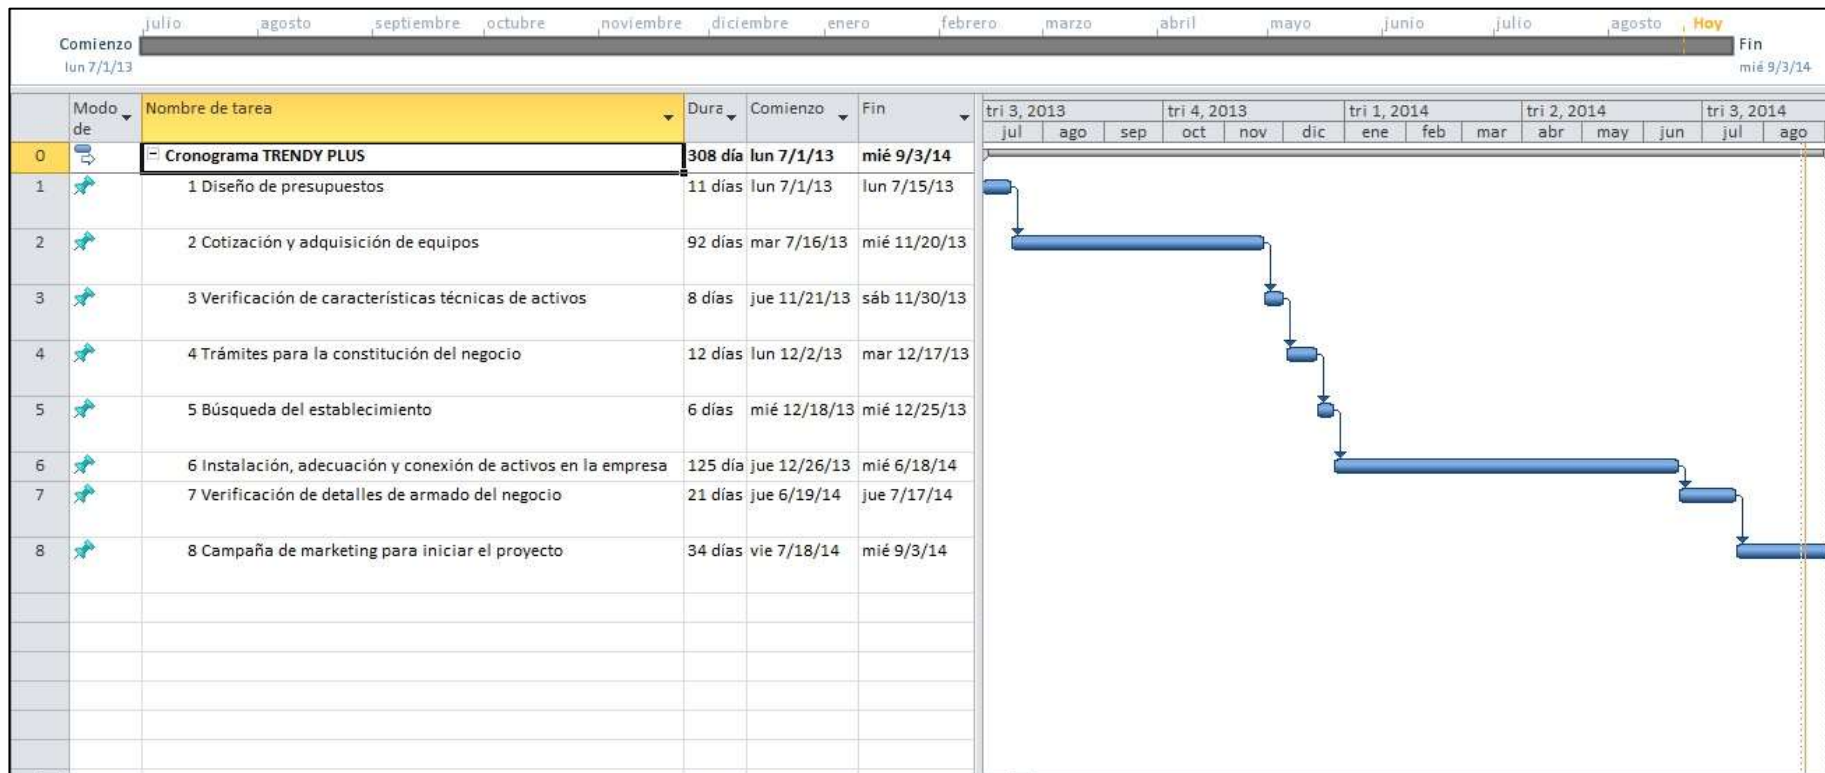 julio agosto septiembre octubre noviembre diciembre enero febrero marzo abril mayo junio julio agosto Hoy
Comienzo
lun 7/1/13
Fin
mié 9/3/14
Modo de Nombre de tarea Dura Comienzo Fin
tri 3, 2013 tri 4, 2013 tri 1, 2014 tri 2, 2014 tri 3, 2014
jul ago sep oct nov dic ene feb mar abr may jun jul ago
0 Cronograma TRENDY PLUS 308 día lun 7/1/13 mié 9/3/14
1 1 Diseño de presupuestos 11 días lun 7/1/13 lun 7/15/13
2 2 Cotización y adquisición de equipos 92 días mar 7/16/13 mié 11/20/13
3 3 Verificación de características técnicas de activos 8 días jue 11/21/13 sáb 11/30/13
4 4 Trámites para la constitución del negocio 12 días lun 12/2/13 mar 12/17/13
5 5 Búsqueda del establecimiento 6 días mié 12/18/13 mié 12/25/13
6 6 Instalación, adecuación y conexión de activos en la empresa 125 día jue 12/26/13 mié 6/18/14
7 7 Verificación de detalles de armado del negocio 21 días jue 6/19/14 jue 7/17/14
8 8 Campaña de marketing para iniciar el proyecto 34 días vie 7/18/14 mié 9/3/14